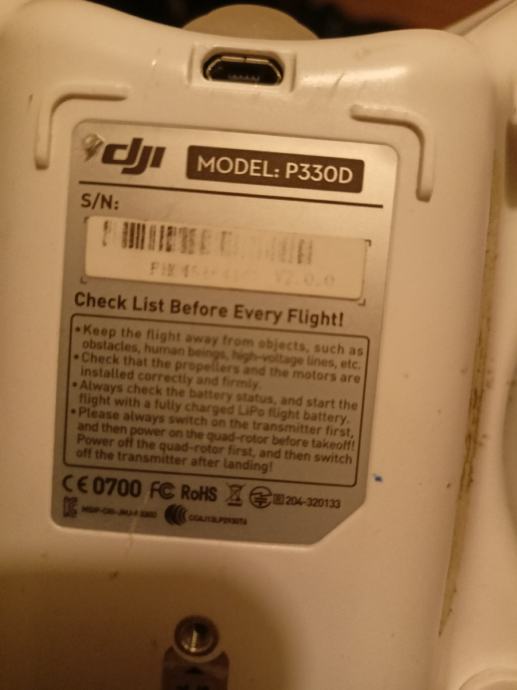 dji MODEL: P330D
S/N:
V2.0.0
Check List Before Every Flight!
•Keep the flight away from objects, such as
obstacles, human beings, high-voltage lines, etc.
•Check that the propellers and the motors are
installed correctly and firmly.
•Always check the battery status, and start the
flight with a fully charged LiPo flight battery.
•Please always switch on the transmitter first,
and then power on the quad-rotor before takeoff!
Power off the quad-rotor first, and then switch
off the transmitter after landing!
CE 0700 FC RoHS R 204-320133